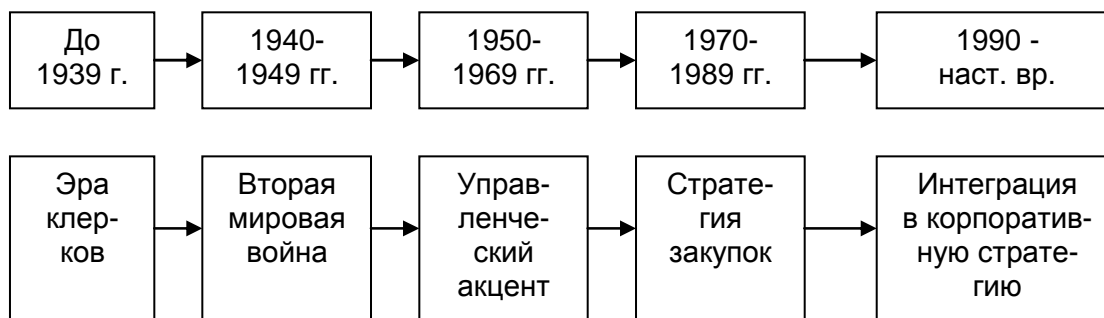 До
1939 г.
1940-
1949 гг.
1950-
1969 гг.
1970-
1989 гг.
1990 -
наст. вр.
Эра
клер-
ков
Вторая
мировая
война
Управ-
ленче-
ский
акцент
Страте-
гия
закупок
Интеграция
в корпоратив-
ную страте-
гию